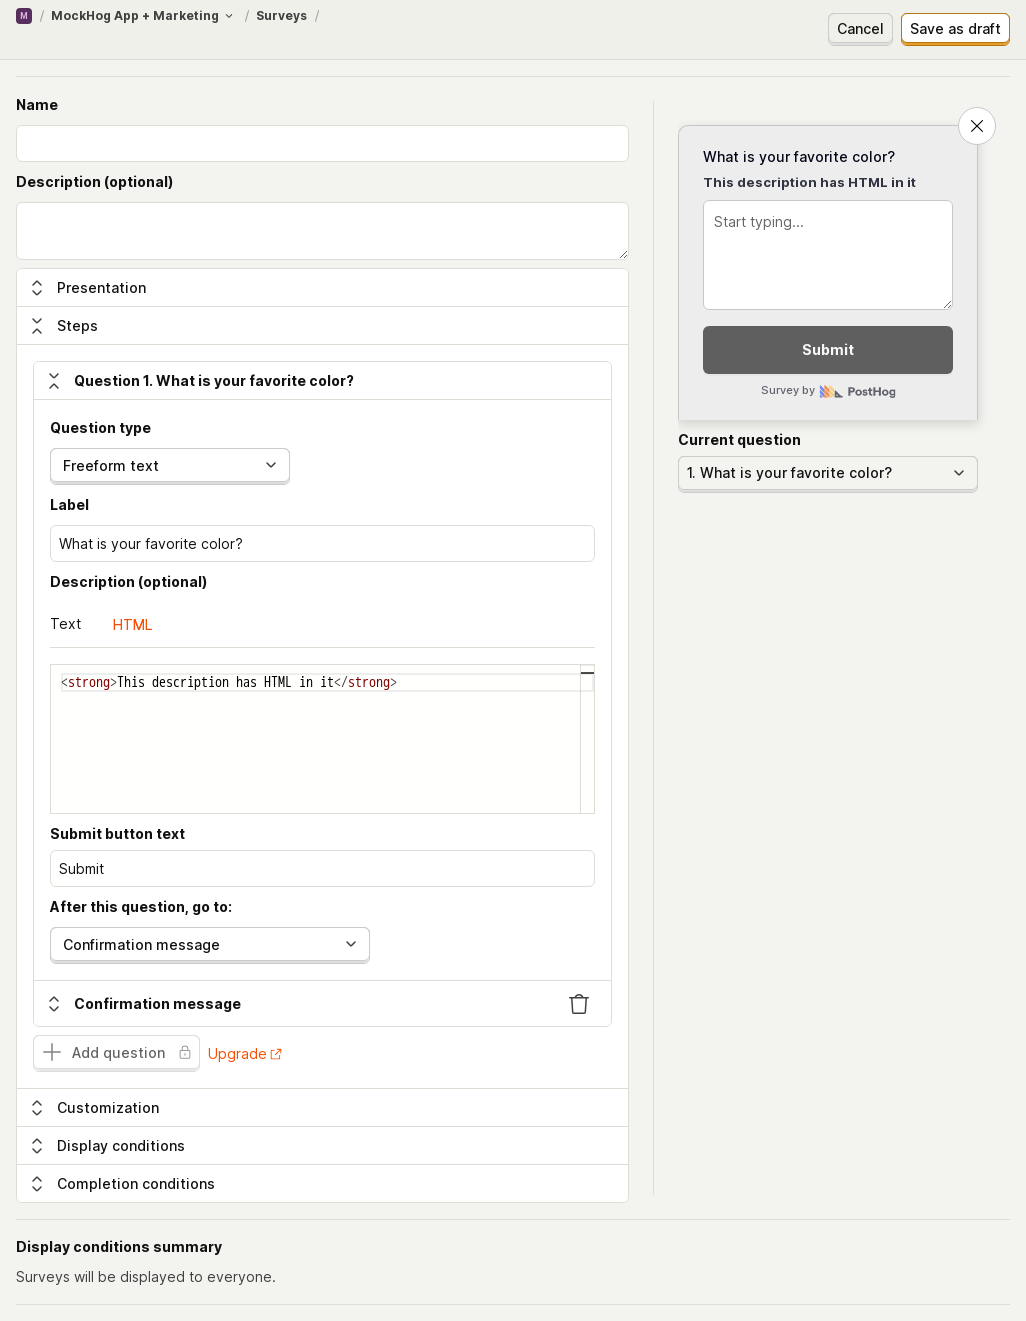 M / MockHog App + Marketing / Surveys /
Cancel
Save as draft
Name
Description (optional)
Presentation
Steps
Question 1. What is your favorite color?
Question type
Freeform text
Label
What is your favorite color?
Description (optional)
Text
HTML
<strong>This description has HTML in it</strong>
Submit button text
Submit
After this question, go to:
Confirmation message
Confirmation message
Add question
Upgrade
Customization
Display conditions
Completion conditions
What is your favorite color?
This description has HTML in it
Start typing...
Submit
Survey by PostHog
Current question
1. What is your favorite color?
Display conditions summary
Surveys will be displayed to everyone.